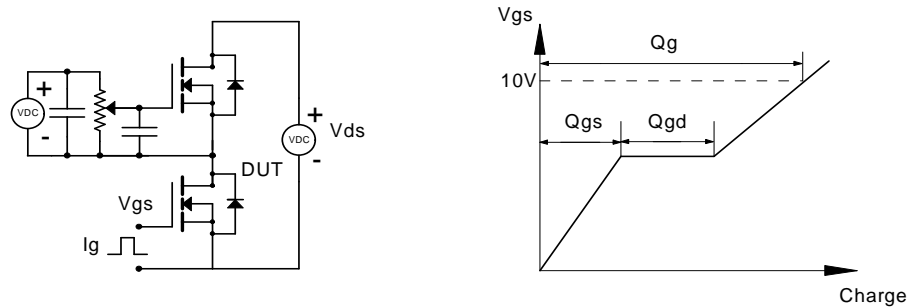 +
VDC
-
+
VDC
-
Vds
DUT
Vgs
Ig
Vgs
Qg
10V
Qgs
Qgd
Charge